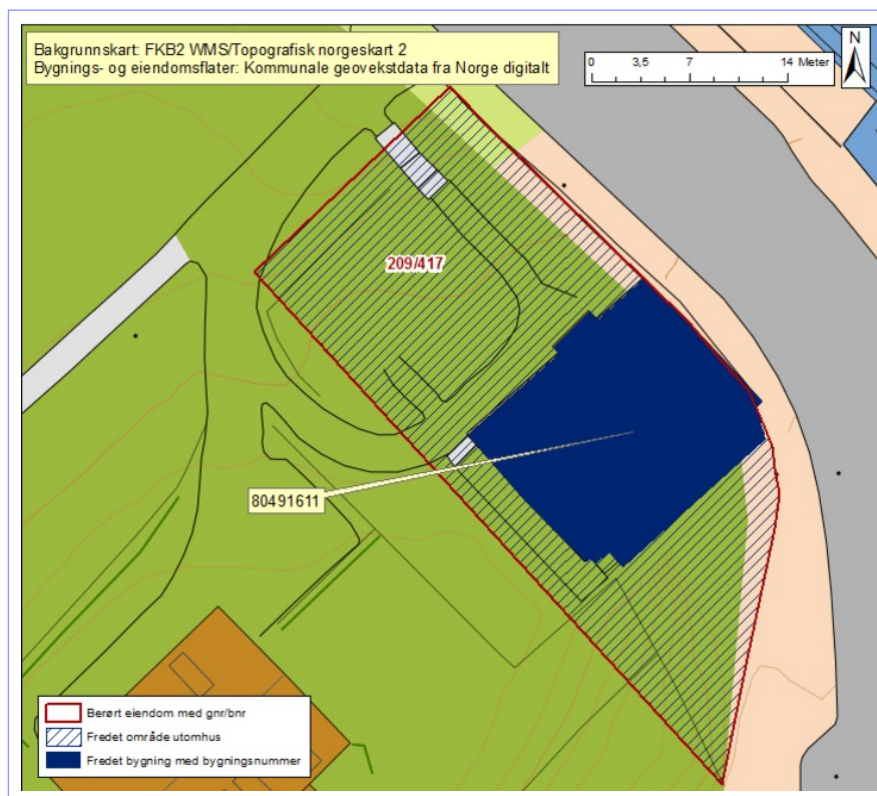 Bakgrunnskart: FKB2 WMS/Topografisk norgeskart 2
Bygnings- og eiendomsflater: Kommunale geovekstdata fra Norge digitalt
0 3,5 7 14 Meter
N
209/417
80491611
Berørt eiendom med gnr/bnr
Fredet område utomhus
Fredet bygning med bygningsnummer